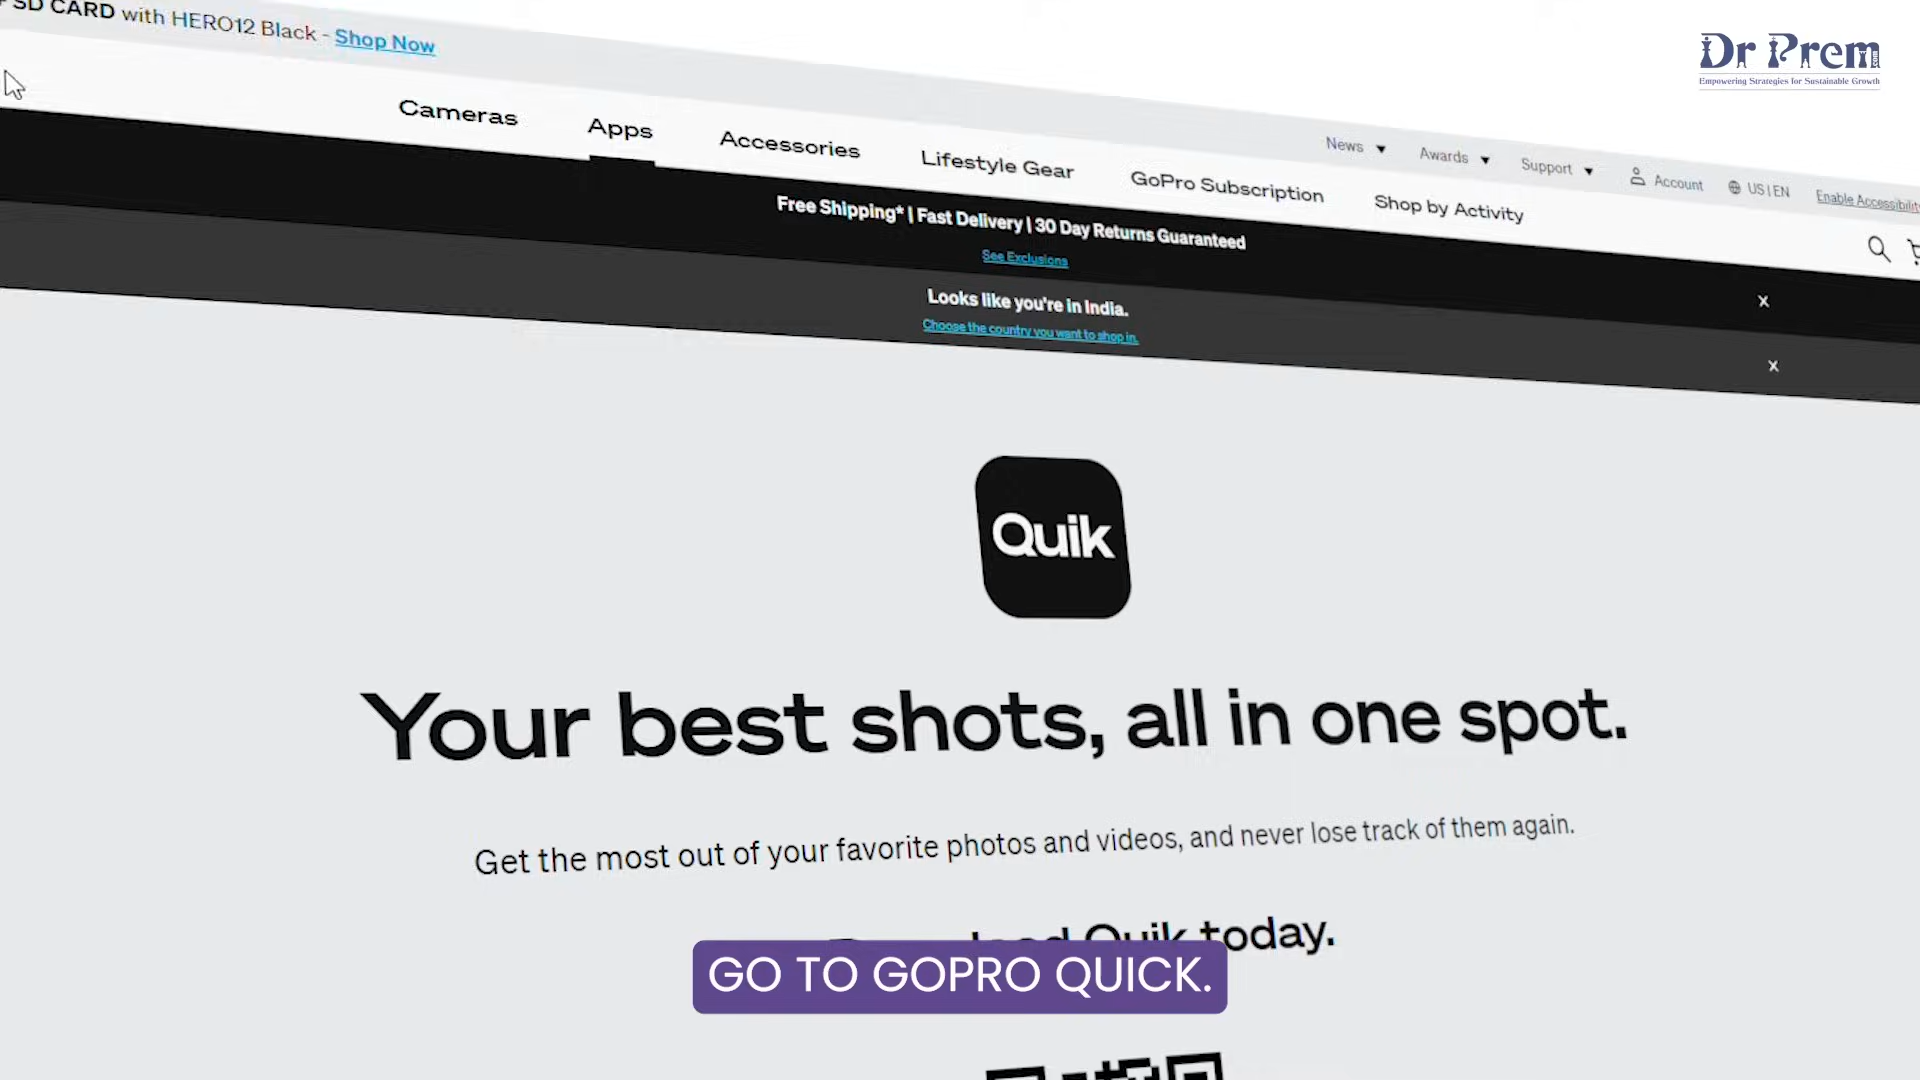 SD CARD with HERO12 Black - Shop Now
Dr Prem
Empowering Strategies for Sustainable Growth
News
Awards
Support
Account
US|EN
Enable Accessibility
Cameras
Apps
Accessories
Lifestyle Gear
GoPro Subscription
Shop by Activity
Free Shipping* | Fast Delivery | 30 Day Returns Guaranteed
See Exclusions
X
Looks like you're in India.
Choose the country you want to shop in.
X
Quik
Your best shots, all in one spot.
Get the most out of your favorite photos and videos, and never lose track of them again.
Quik today.
GO TO GOPRO QUICK.